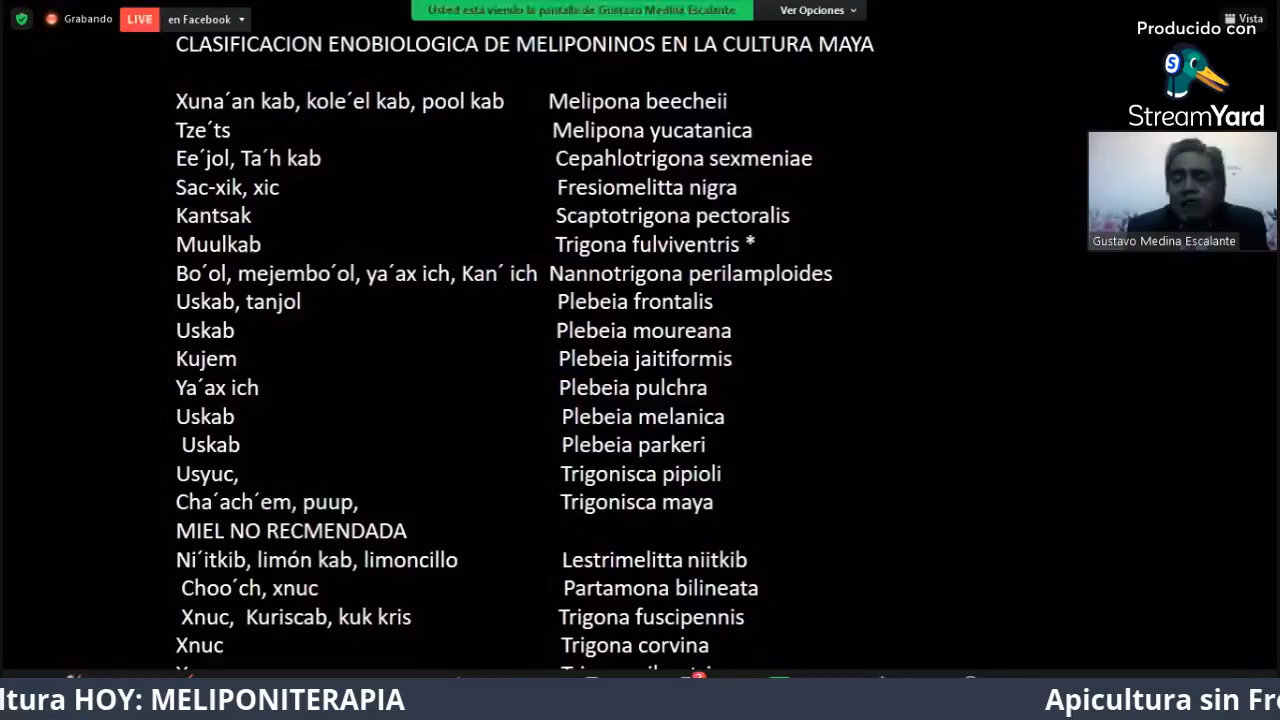 Grabando LIVE en Facebook Usted está viendo la pantalla de Gustavo Medina Escalante Ver Opciones Vista
Producido con
StreamYard
CLASIFICACION ENOBIOLOGICA DE MELIPONINOS EN LA CULTURA MAYA
Xuna´an kab, kole´el kab, pool kab Melipona beecheii
Tze´ts Melipona yucatanica
Ee´jol, Ta´h kab Cepahlotrigona sexmeniae
Sac-xik, xic Fresiomelitta nigra
Kantsak Scaptotrigona pectoralis
Muulkab Trigona fulviventris *
Gustavo Medina Escalante
Bo´ol, mejembo´ol, ya´ax ich, Kan´ ich Nannotrigona perilamploides
Uskab, tanjol Plebeia frontalis
Uskab Plebeia moureana
Kujem Plebeia jaitiformis
Ya´ax ich Plebeia pulchra
Uskab Plebeia melanica
Uskab Plebeia parkeri
Usyuc, Trigonisca pipioli
Cha´ach´em, puup, Trigonisca maya
MIEL NO RECMENDADA
Ni´itkib, limón kab, limoncillo Lestrimelitta niitkib
Choo´ch, xnuc Partamona bilineata
Xnuc, Kuriscab, kuk kris Trigona fuscipennis
Xnuc Trigona corvina
ltura HOY: MELIPONITERAPIA Apicultura sin Fr